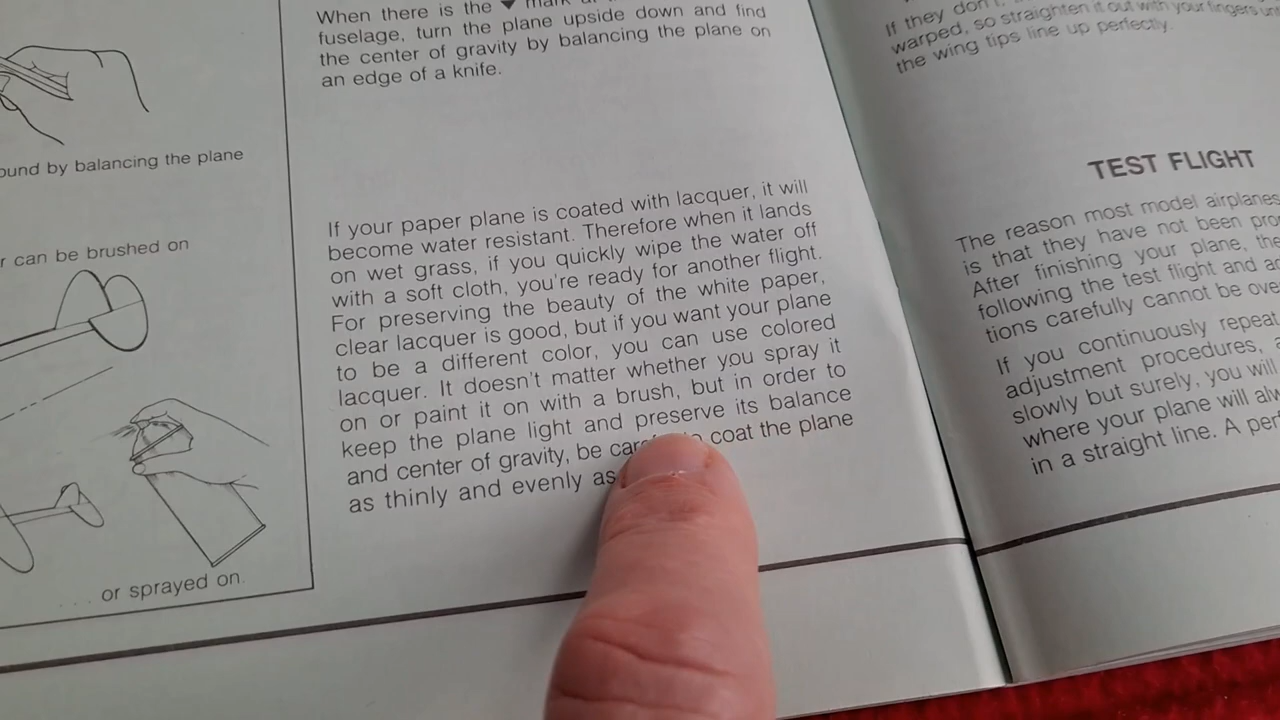 ound by balancing the plane
r can be brushed on
.... or sprayed on.
When there is the ▼ mark
fuselage, turn the plane upside down and find
the center of gravity by balancing the plane on
an edge of a knife.
If your paper plane is coated with lacquer, it will
become water resistant. Therefore when it lands
on wet grass, if you quickly wipe the water off
with a soft cloth, you're ready for another flight.
For preserving the beauty of the white paper,
clear lacquer is good, but if you want your plane
to be a different color, you can use colored
lacquer. It doesn't matter whether you spray it
on or paint it on with a brush, but in order to
keep the plane light and preserve its balance
and center of gravity, be coat the plane
as thinly and evenly as
If they don't,
warped, so straighten it out with your fingers
the wing tips line up perfectly.
TEST FLIGHT
The reason most model airplanes
is that they have not been pro
After finishing your plane, the
following the test flight and a
tions carefully cannot be ove
If you continuously repeat
adjustment procedures,
slowly but surely, you will
where your plane will alw
in a straight line. A per